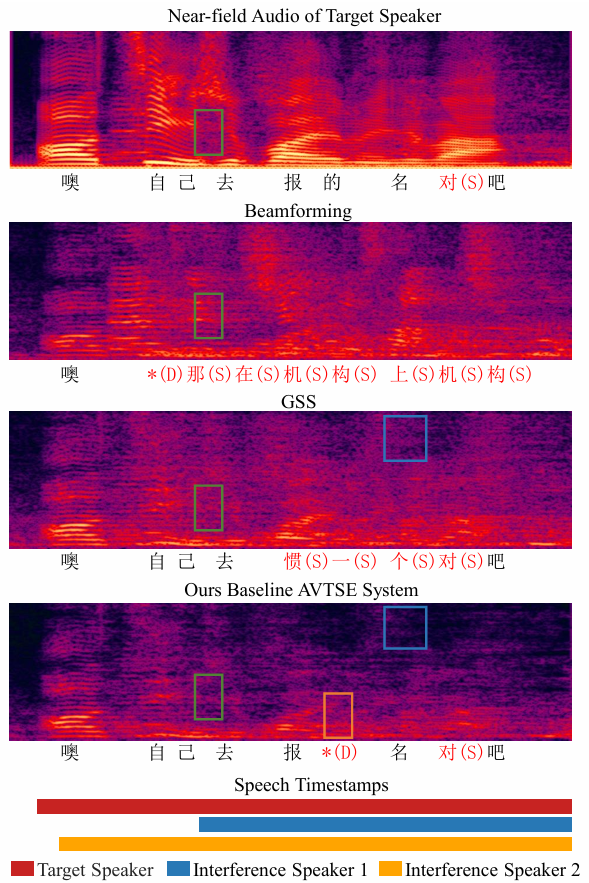 Near-field Audio of Target Speaker
噢 自 己 去 报 的 名 对(S)吧
Beamforming
噢 *(D)那(S)在(S)机(S)构(S) 上(S)机(S)构(S)
GSS
噢 自 己 去 惯(S)一(S) 个(S)对(S)吧
Ours Baseline AVTSE System
噢 自 己 去 报 *(D) 名 对(S)吧
Speech Timestamps
Target Speaker Interference Speaker 1 Interference Speaker 2